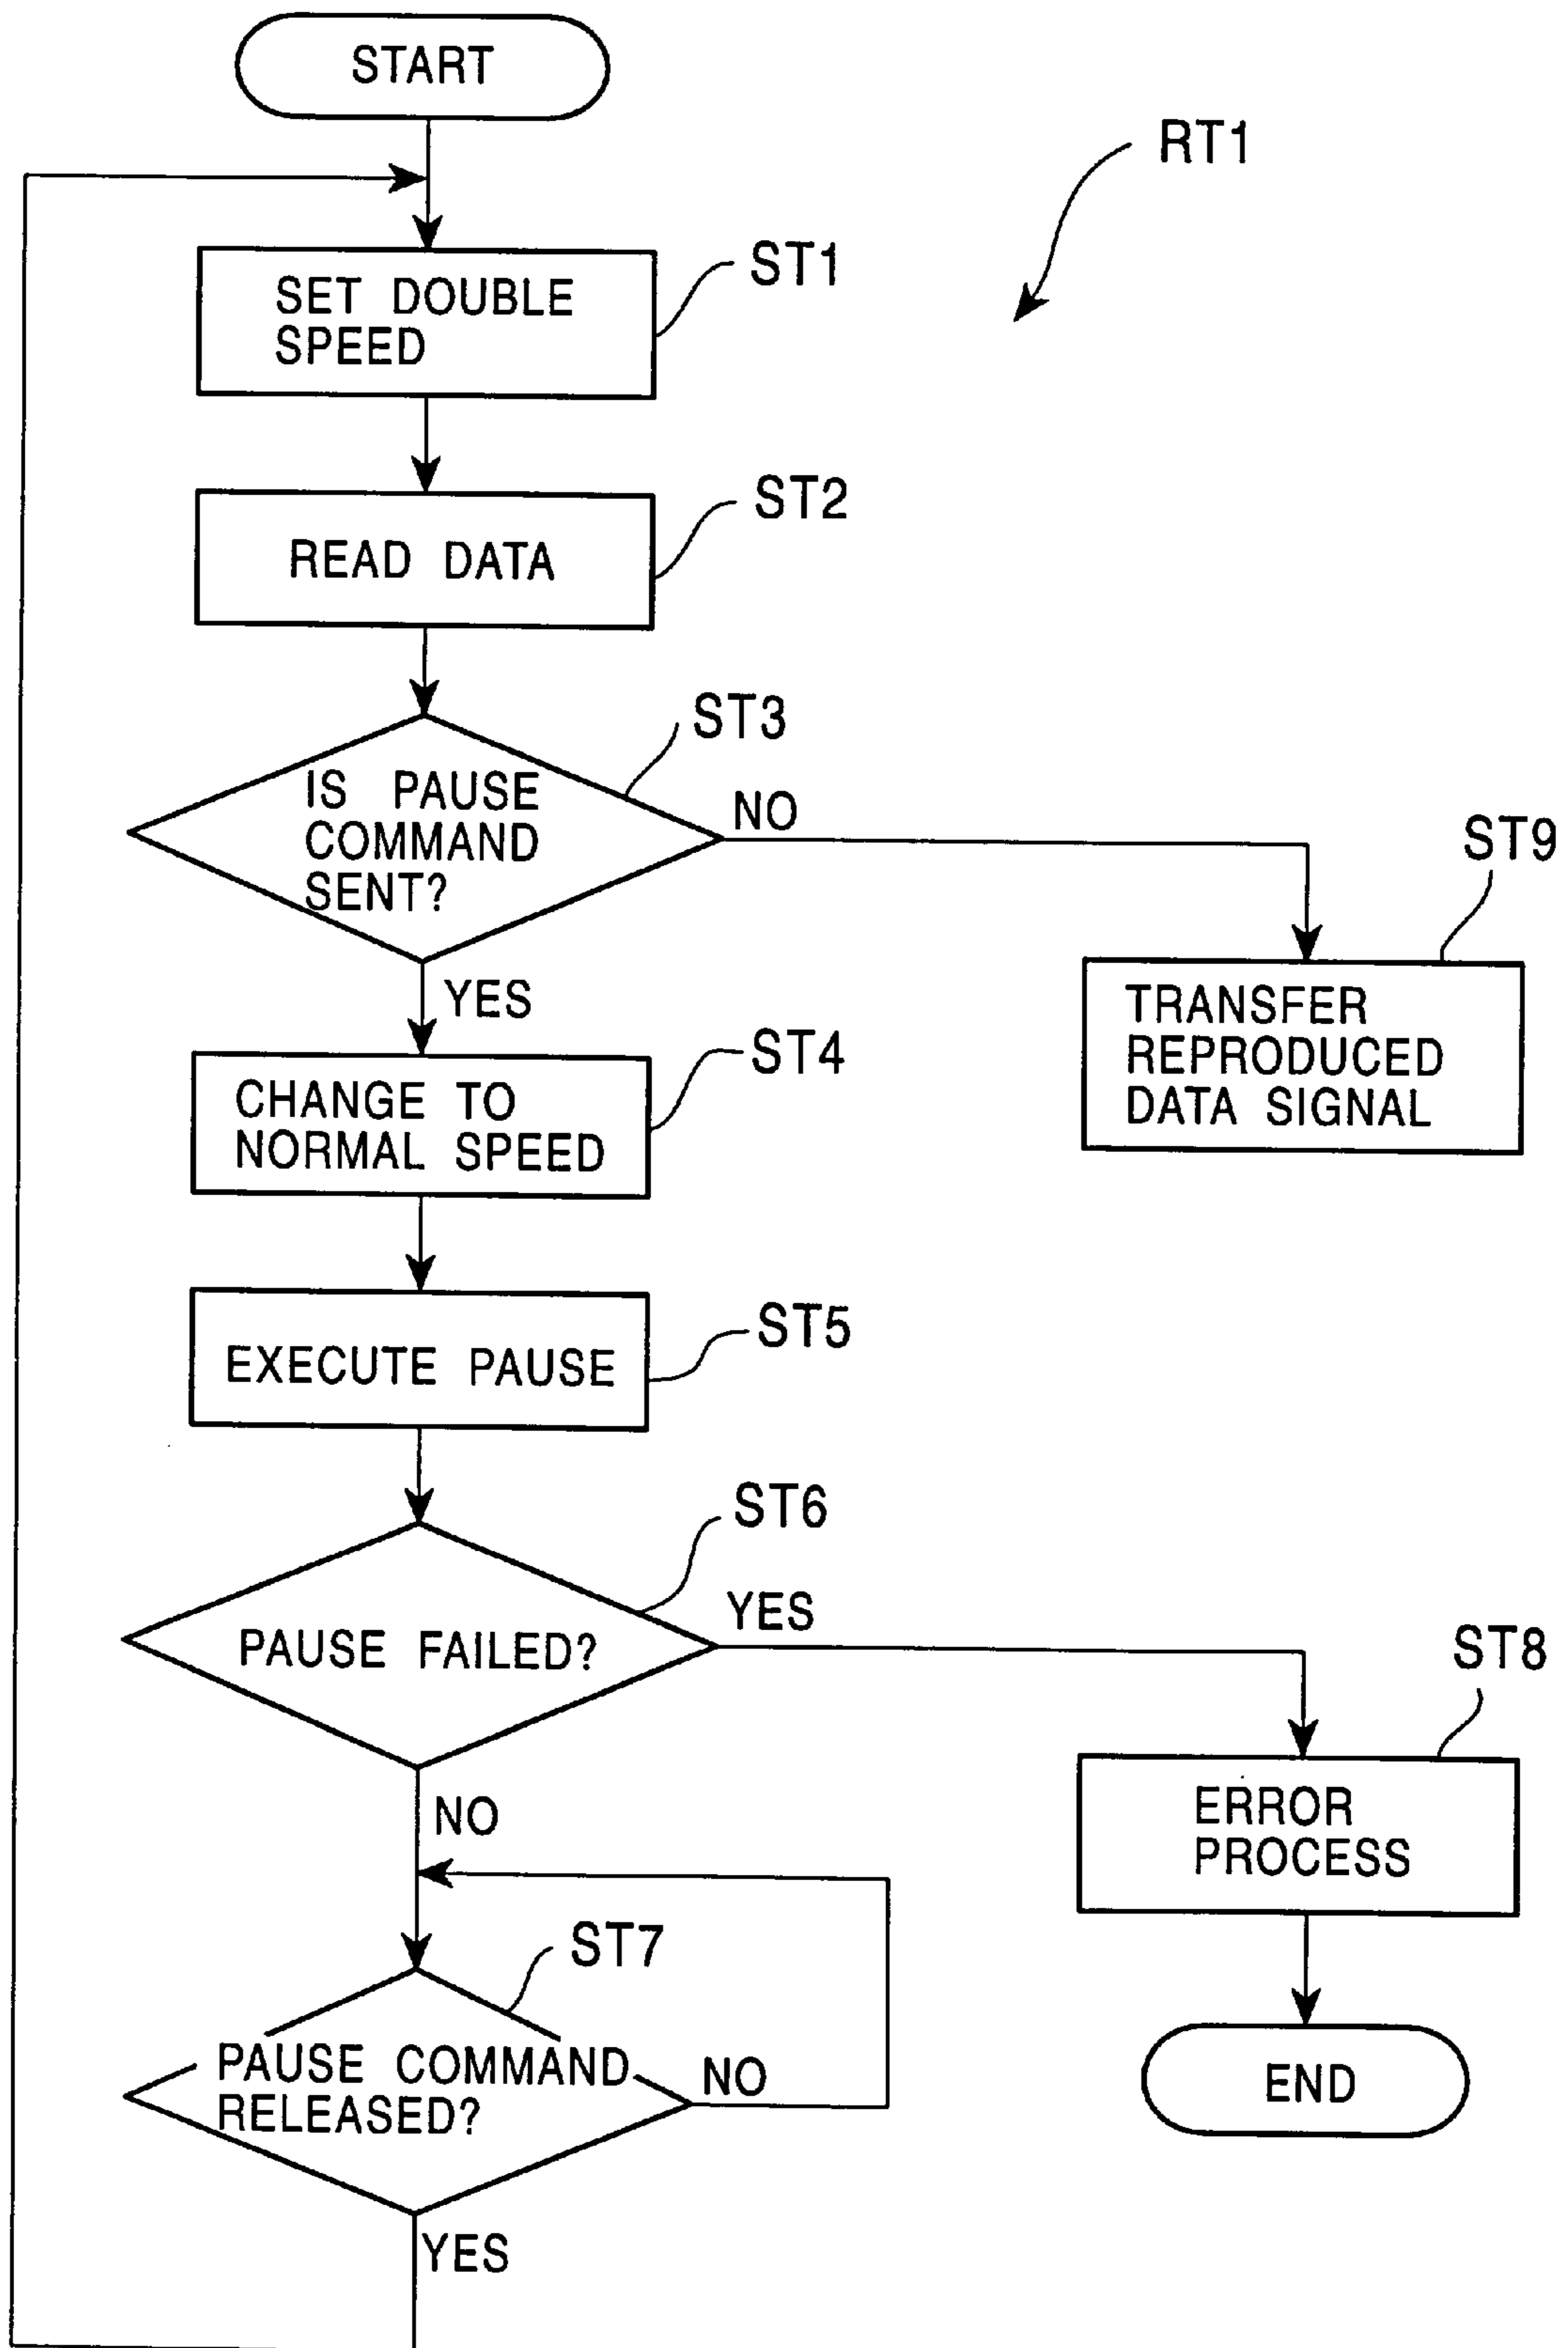 START
RT1
ST1
SET DOUBLE
SPEED
ST2
READ DATA
ST3
IS PAUSE
COMMAND
SENT?
NO
ST9
TRANSFER
REPRODUCED
DATA SIGNAL
YES
ST4
CHANGE TO
NORMAL SPEED
ST5
EXECUTE PAUSE
ST6
PAUSE FAILED?
YES
ST8
ERROR
PROCESS
NO
ST7
PAUSE COMMAND
RELEASED?
NO
END
YES